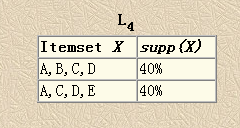 L4
Itemset X supp(X)
A,B,C,D 40%
A,C,D,E 40%